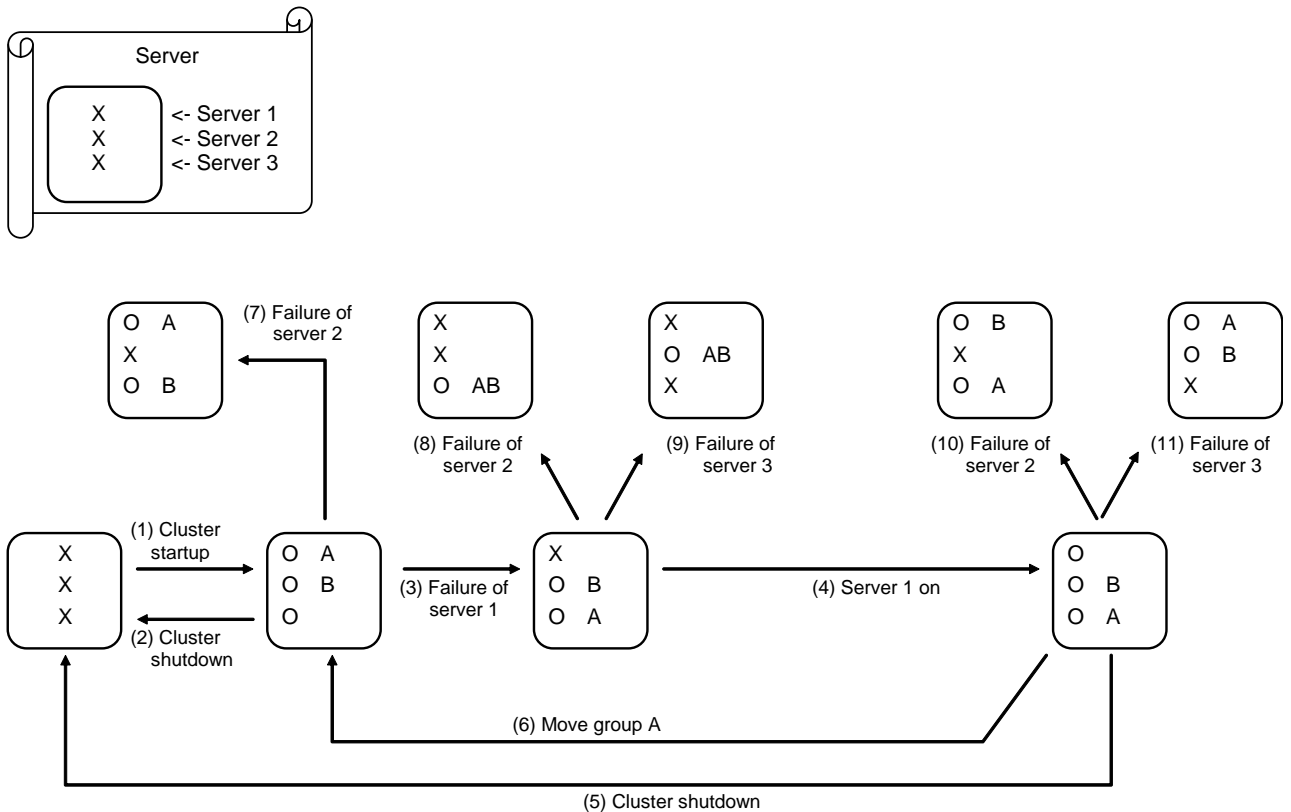 Server
X <- Server 1
X <- Server 2
X <- Server 3
O A
X
O B
(7) Failure of
server 2
X
X
O AB
X
O AB
X
O B
X
O A
O A
O B
X
(8) Failure of
server 2
(9) Failure of
server 3
(10) Failure of
server 2
(11) Failure of
server 3
X
X
X
(1) Cluster
startup
(2) Cluster
shutdown
O A
O B
O
(3) Failure of
server 1
X
O B
O A
(4) Server 1 on
O
O B
O A
(6) Move group A
(5) Cluster shutdown